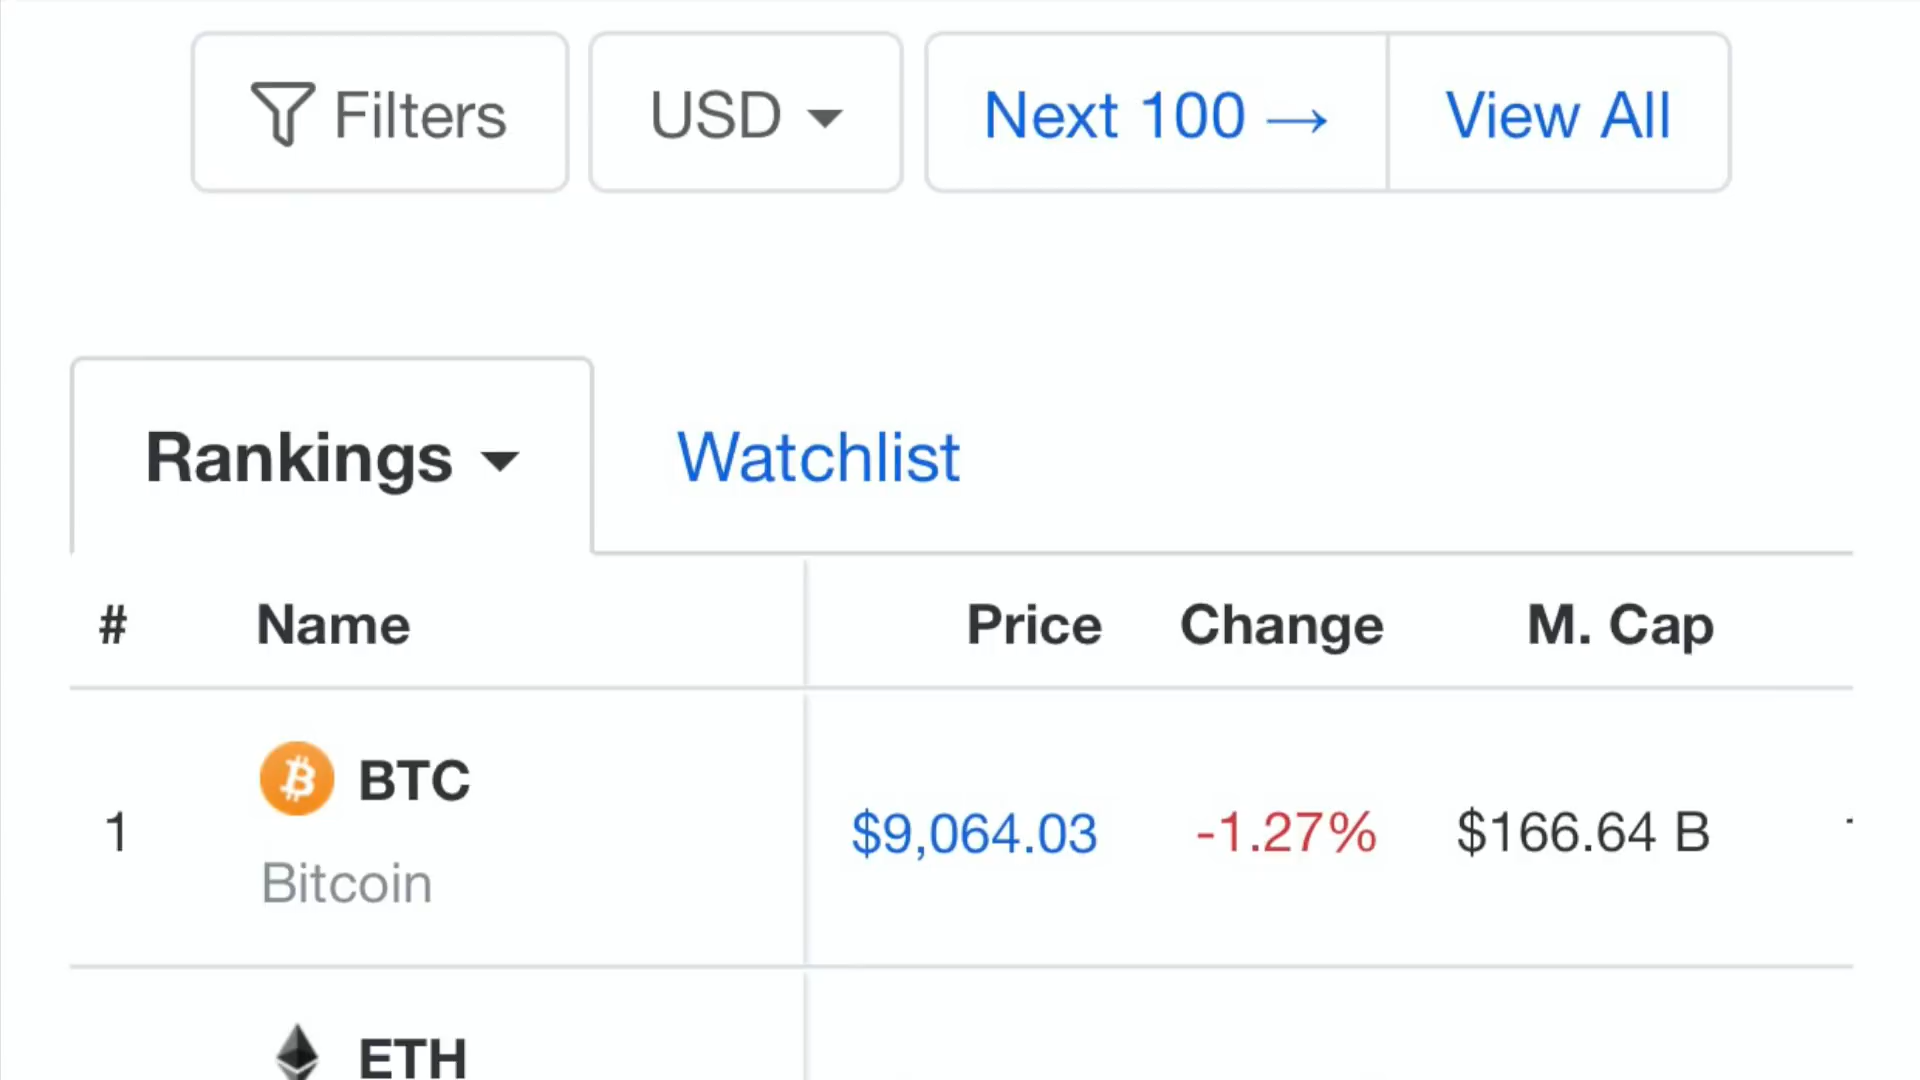 Filters USD Next 100 → View All
Rankings Watchlist
# Name Price Change M. Cap
BTC
1 $9,064.03 -1.27% $166.64 B
Bitcoin
ETH